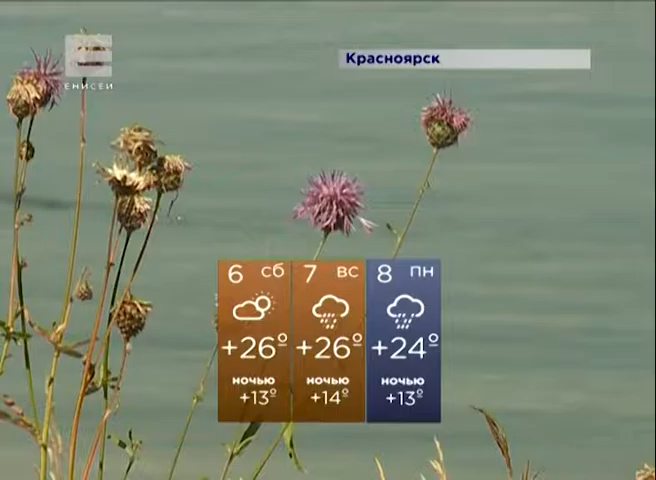 ЕНИСЕЙ
Красноярск
6 сб 7 вс 8 пн
+26° +26° +24°
ночью ночью ночью
+13° +14° +13°